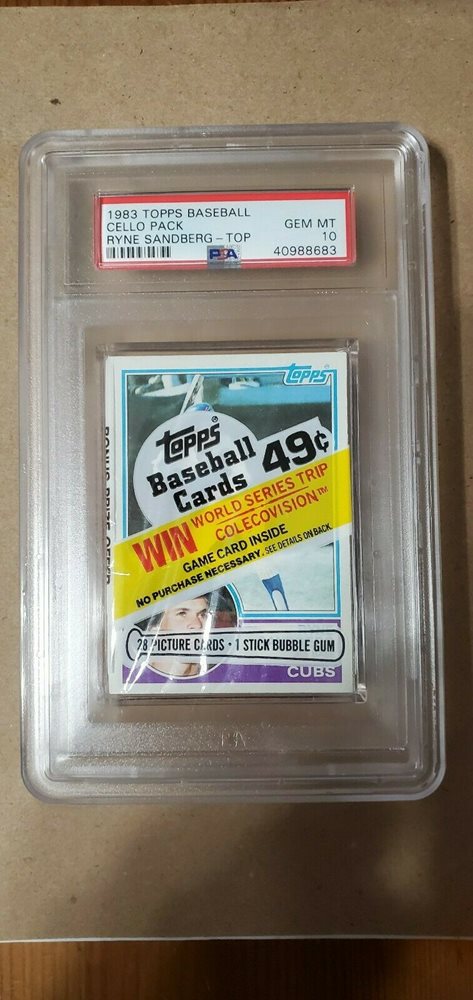 1983 TOPPS BASEBALL
CELLO PACK
RYNE SANDBERG - TOP
GEM MT
10
40988683
PSA
Topps
Topps®
Baseball
Cards 49¢
WIN WORLD SERIES TRIP
COLECOVISION™
GAME CARD INSIDE
NO PURCHASE NECESSARY. SEE DETAILS ON BACK.
28 PICTURE CARDS • 1 STICK BUBBLE GUM
CUBS